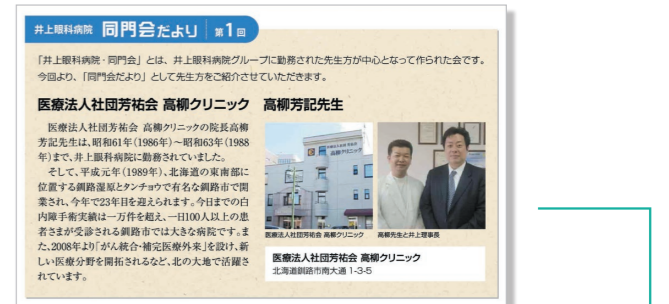 井上眼科病院 同門会だより 第1回
「井上眼科病院・同門会」とは、井上眼科病院グループに勤務された先生方が中心となって作られた会です。
今回より、「同門会だより」として先生方をご紹介させていただきます。
医療法人社団芳祐会 高柳クリニック 高柳芳記先生
医療法人社団芳祐会 高柳クリニックの院長高柳
芳記先生は、昭和61年(1986年)〜昭和63年(1988
年)まで、井上眼科病院に勤務されていました。
そして、平成元年(1989年)、北海道の東南部に
位置する釧路湿原とタンチョウで有名な釧路市で開
業され、今年で23年目を迎えられます。今日までの白
内障手術実績は一万件を超え、一日100人以上の患
者さまが受診される釧路市では大きな病院です。ま
た、2008年より「がん統合・補完医療外来」を設け、新
しい医療分野を開拓されるなど、北の大地で活躍さ
れています。
高柳クリニック
医療法人社団芳祐会 高柳クリニック
高柳先生と井上理事長
医療法人社団芳祐会 高柳クリニック
北海道釧路市南大通 1-3-5